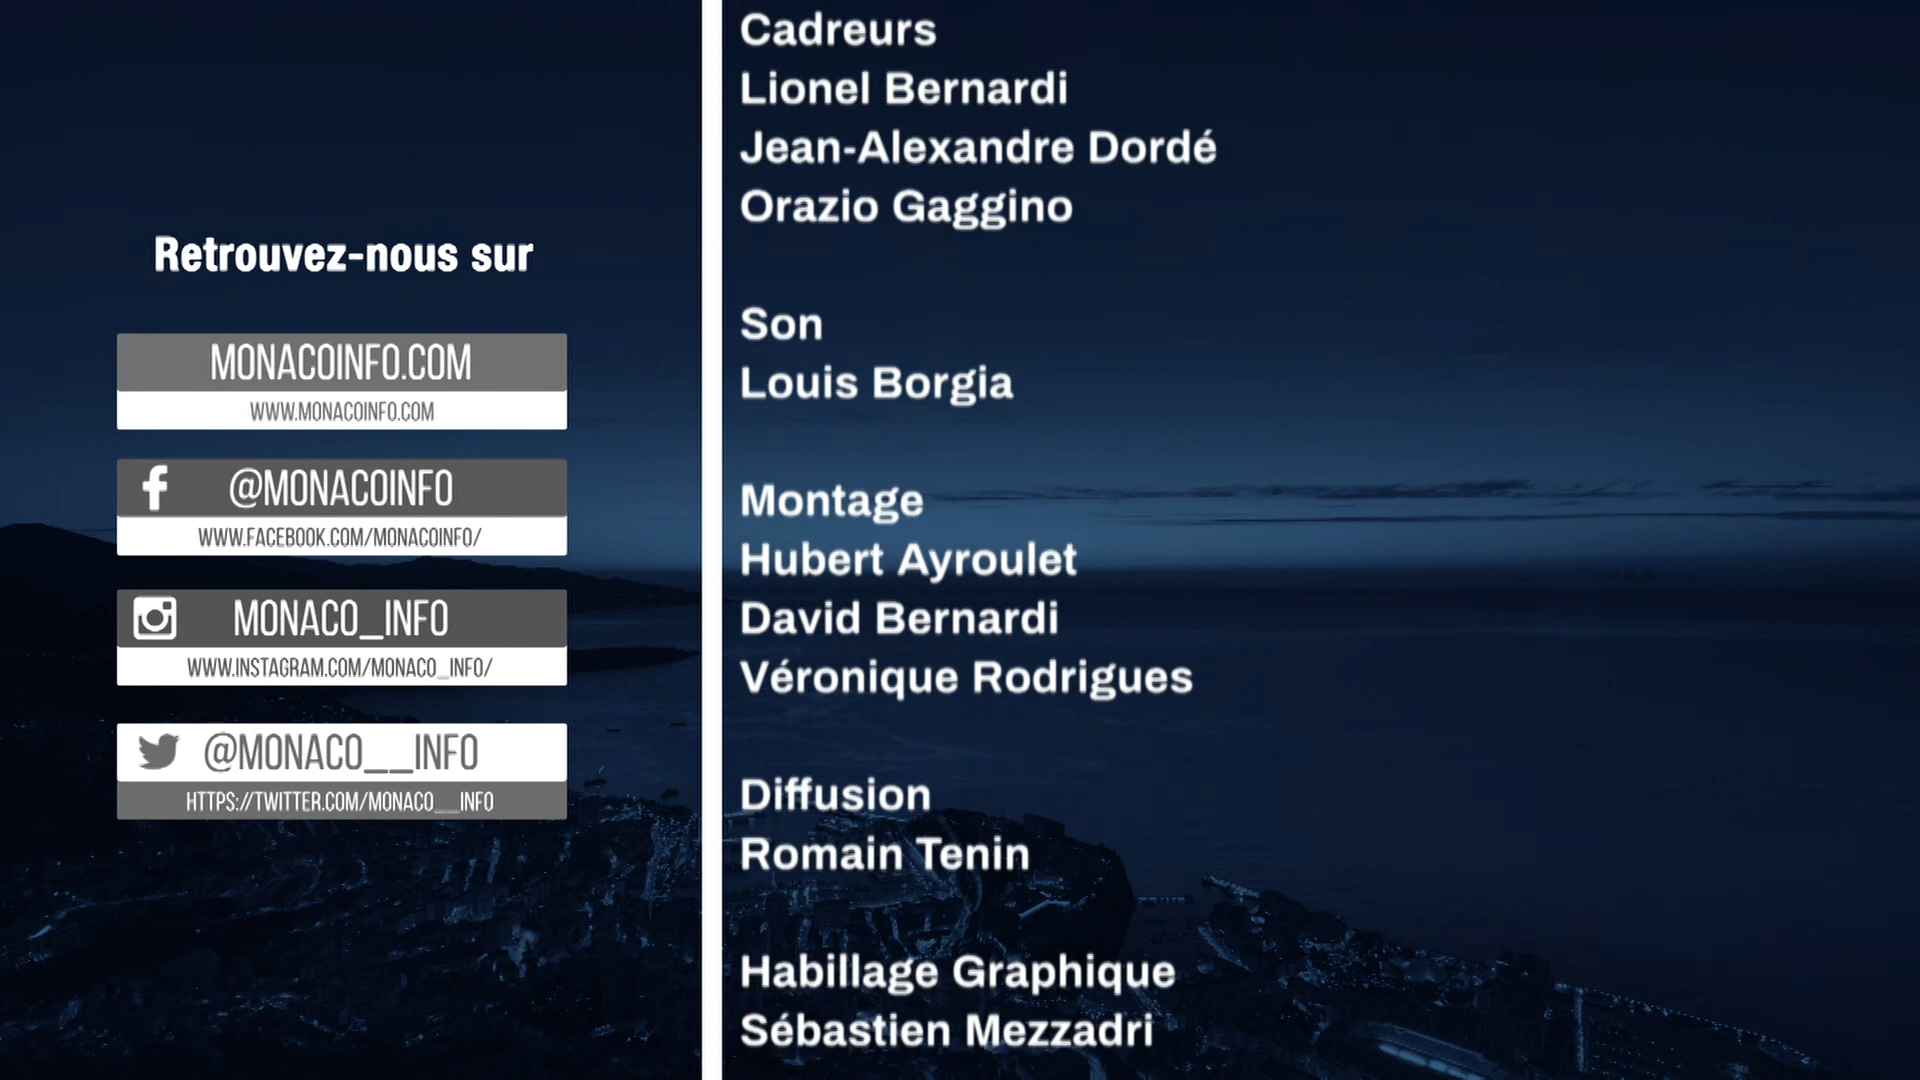 Retrouvez-nous sur
MONACOINFO.COM
WWW.MONACOINFO.COM
@MONACOINFO
WWW.FACEBOOK.COM/MONACOINFO/
MONACO_INFO
WWW.INSTAGRAM.COM/MONACO_INFO/
@MONACO__INFO
HTTPS://TWITTER.COM/MONACO__INFO
Cadreurs
Lionel Bernardi
Jean-Alexandre Dordé
Orazio Gaggino
Son
Louis Borgia
Montage
Hubert Ayroulet
David Bernardi
Véronique Rodrigues
Diffusion
Romain Tenin
Habillage Graphique
Sébastien Mezzadri